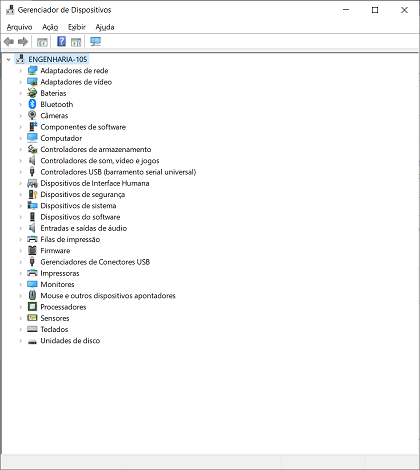 Gerenciador de Dispositivos
Arquivo Ação Exibir Ajuda
ENGENHARIA-105
Adaptadores de rede
Adaptadores de vídeo
Baterias
Bluetooth
Câmeras
Componentes de software
Computador
Controladores de armazenamento
Controladores de som, vídeo e jogos
Controladores USB (barramento serial universal)
Dispositivos de Interface Humana
Dispositivos de segurança
Dispositivos de sistema
Dispositivos do software
Entradas e saídas de áudio
Filas de impressão
Firmware
Gerenciadores de Conectores USB
Impressoras
Monitores
Mouse e outros dispositivos apontadores
Processadores
Sensores
Teclados
Unidades de disco